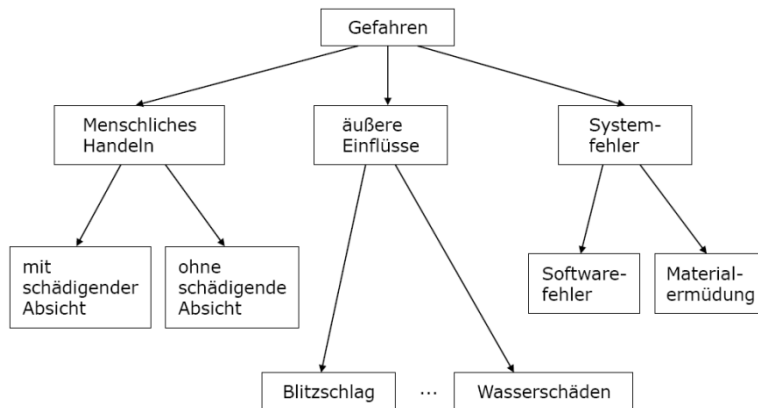 Gefahren
Menschliches
Handeln
äußere
Einflüsse
System-
fehler
mit
schädigender
Absicht
ohne
schädigende
Absicht
Software-
fehler
Material-
ermüdung
Blitzschlag
...
Wasserschäden